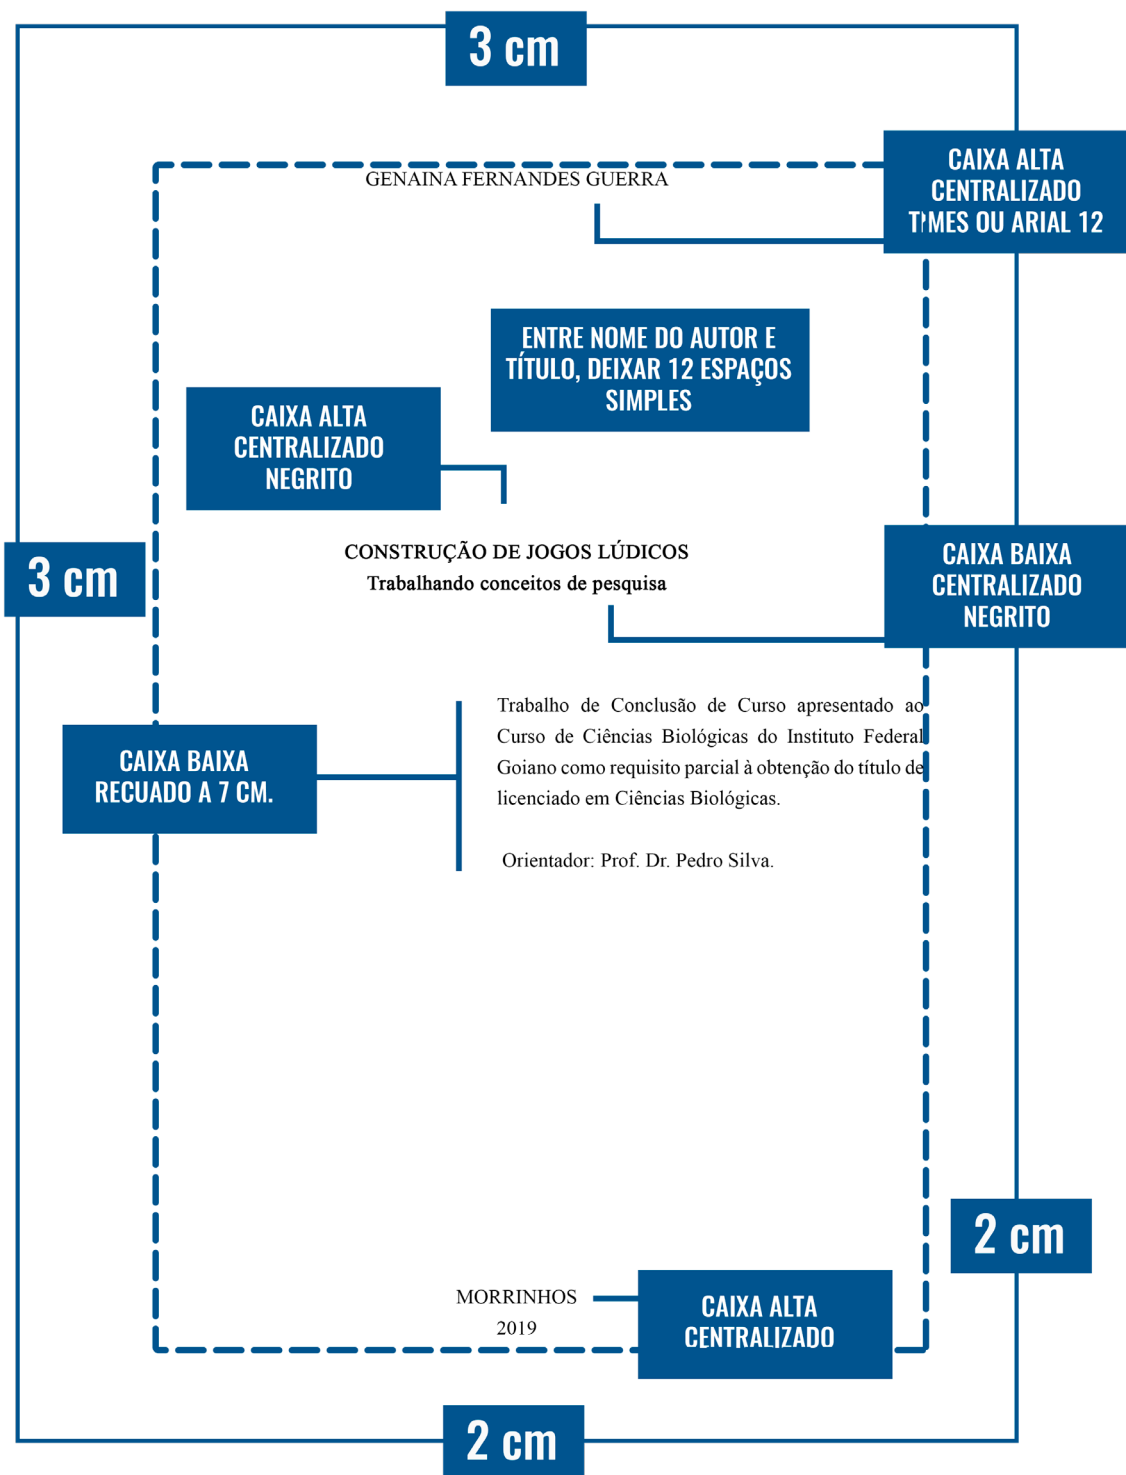 3 cm
CAIXA ALTA
CENTRALIZADO
TIMES OU ARIAL 12
GENAINA FERNANDES GUERRA
ENTRE NOME DO AUTOR E
TÍTULO, DEIXAR 12 ESPAÇOS
SIMPLES
CAIXA ALTA
CENTRALIZADO
NEGRITO
CONSTRUÇÃO DE JOGOS LÚDICOS
Trabalhando conceitos de pesquisa
3 cm
CAIXA BAIXA
CENTRALIZADO
NEGRITO
Trabalho de Conclusão de Curso apresentado ao
Curso de Ciências Biológicas do Instituto Federal
Goiano como requisito parcial à obtenção do título de
licenciado em Ciências Biológicas.
CAIXA BAIXA
RECUADO A 7 CM.
Orientador: Prof. Dr. Pedro Silva.
2 cm
MORRINHOS
2019
CAIXA ALTA
CENTRALIZADO
2 cm